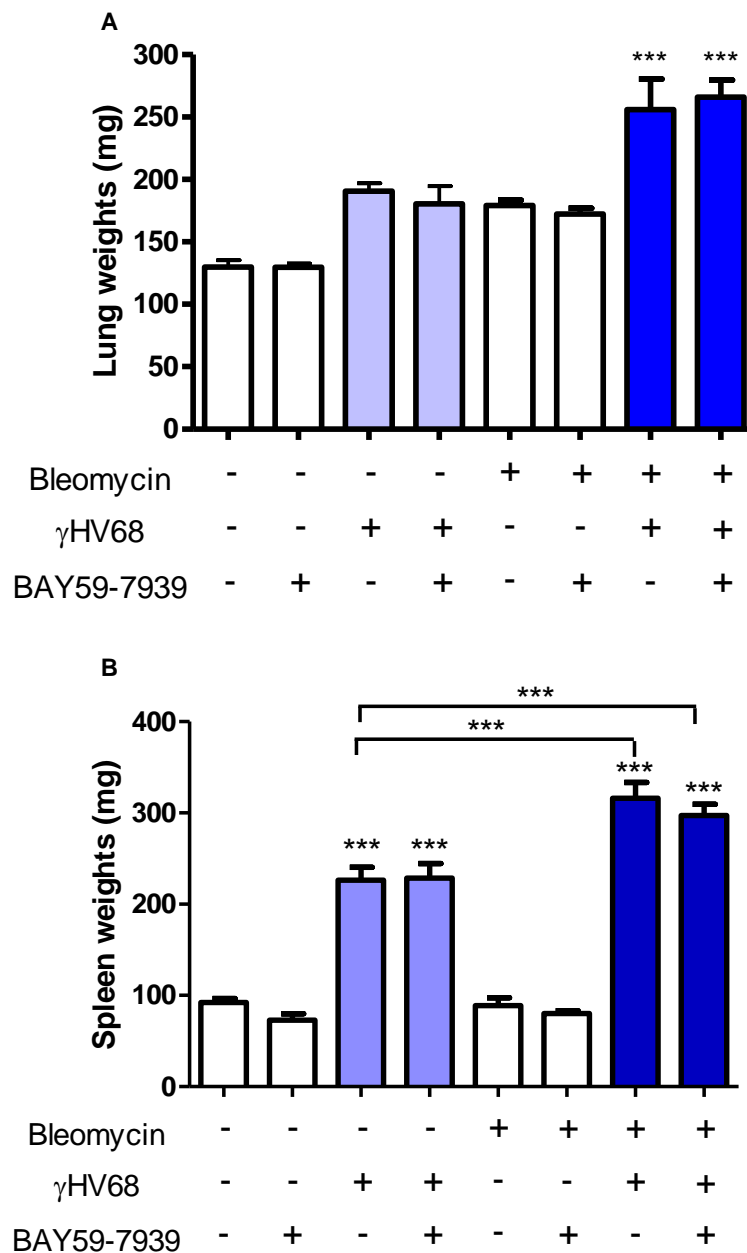 A
300
*** ***
250
200
150
100
50
0
Lung weights (mg)
Bleomycin - - - - + + + +
γHV68 - - + + - - + +
BAY59-7939 - + - + - + - +
B
***
***
400
***
***
300
*** ***
200
100
0
Spleen weights (mg)
Bleomycin - - - - + + + +
γHV68 - - + + - - + +
BAY59-7939 - + - + - + - +